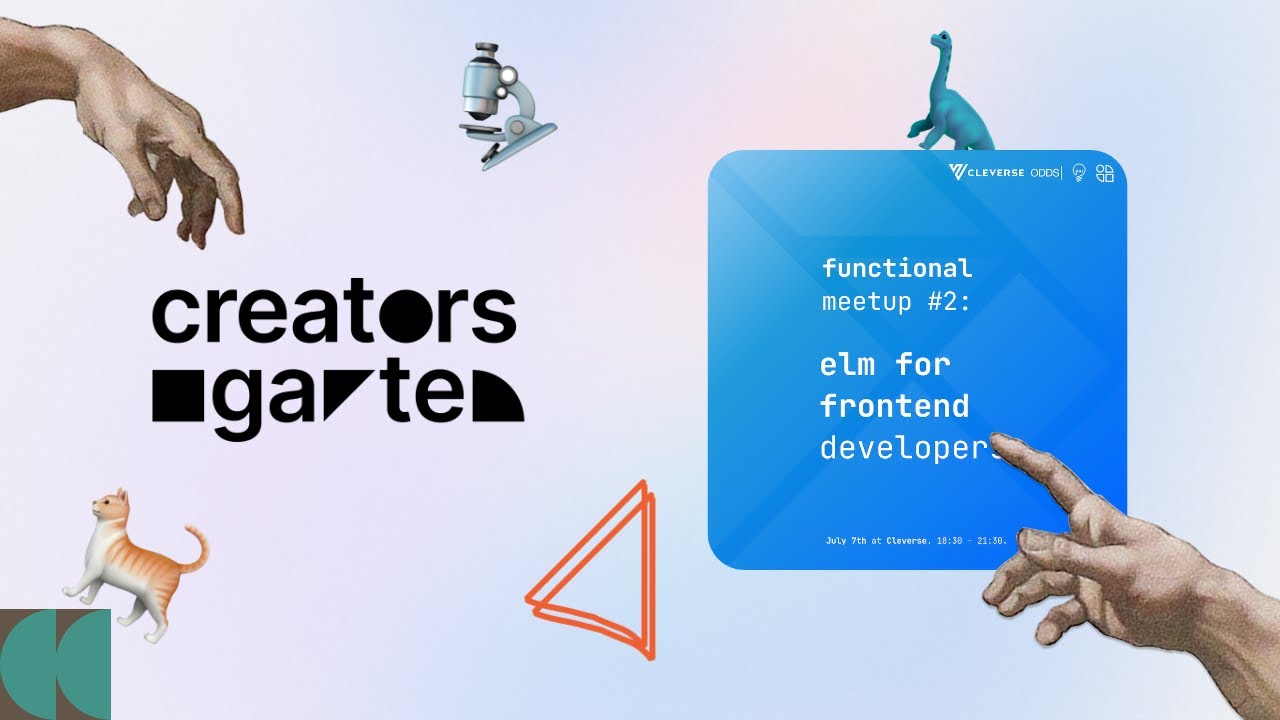 creators
garten
CLEVERSE ODDS|
functional
meetup #2:
elm for
frontend
developers
July 7th at Cleverse. 18:30 - 21:30.